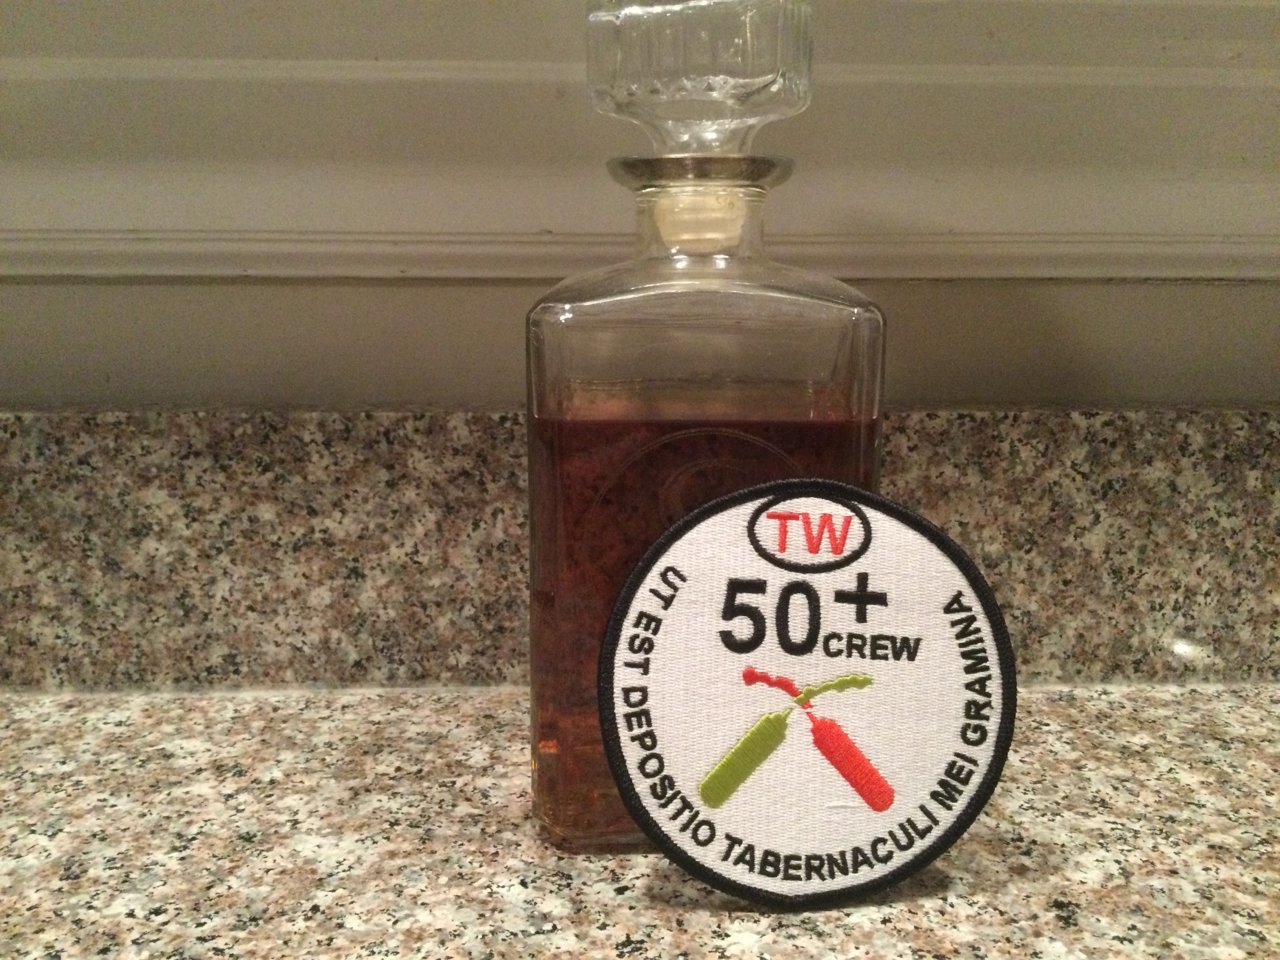 TW
50+
CREW
UT EST DEPOSITIO TABERNACULI MEI GRAMINA